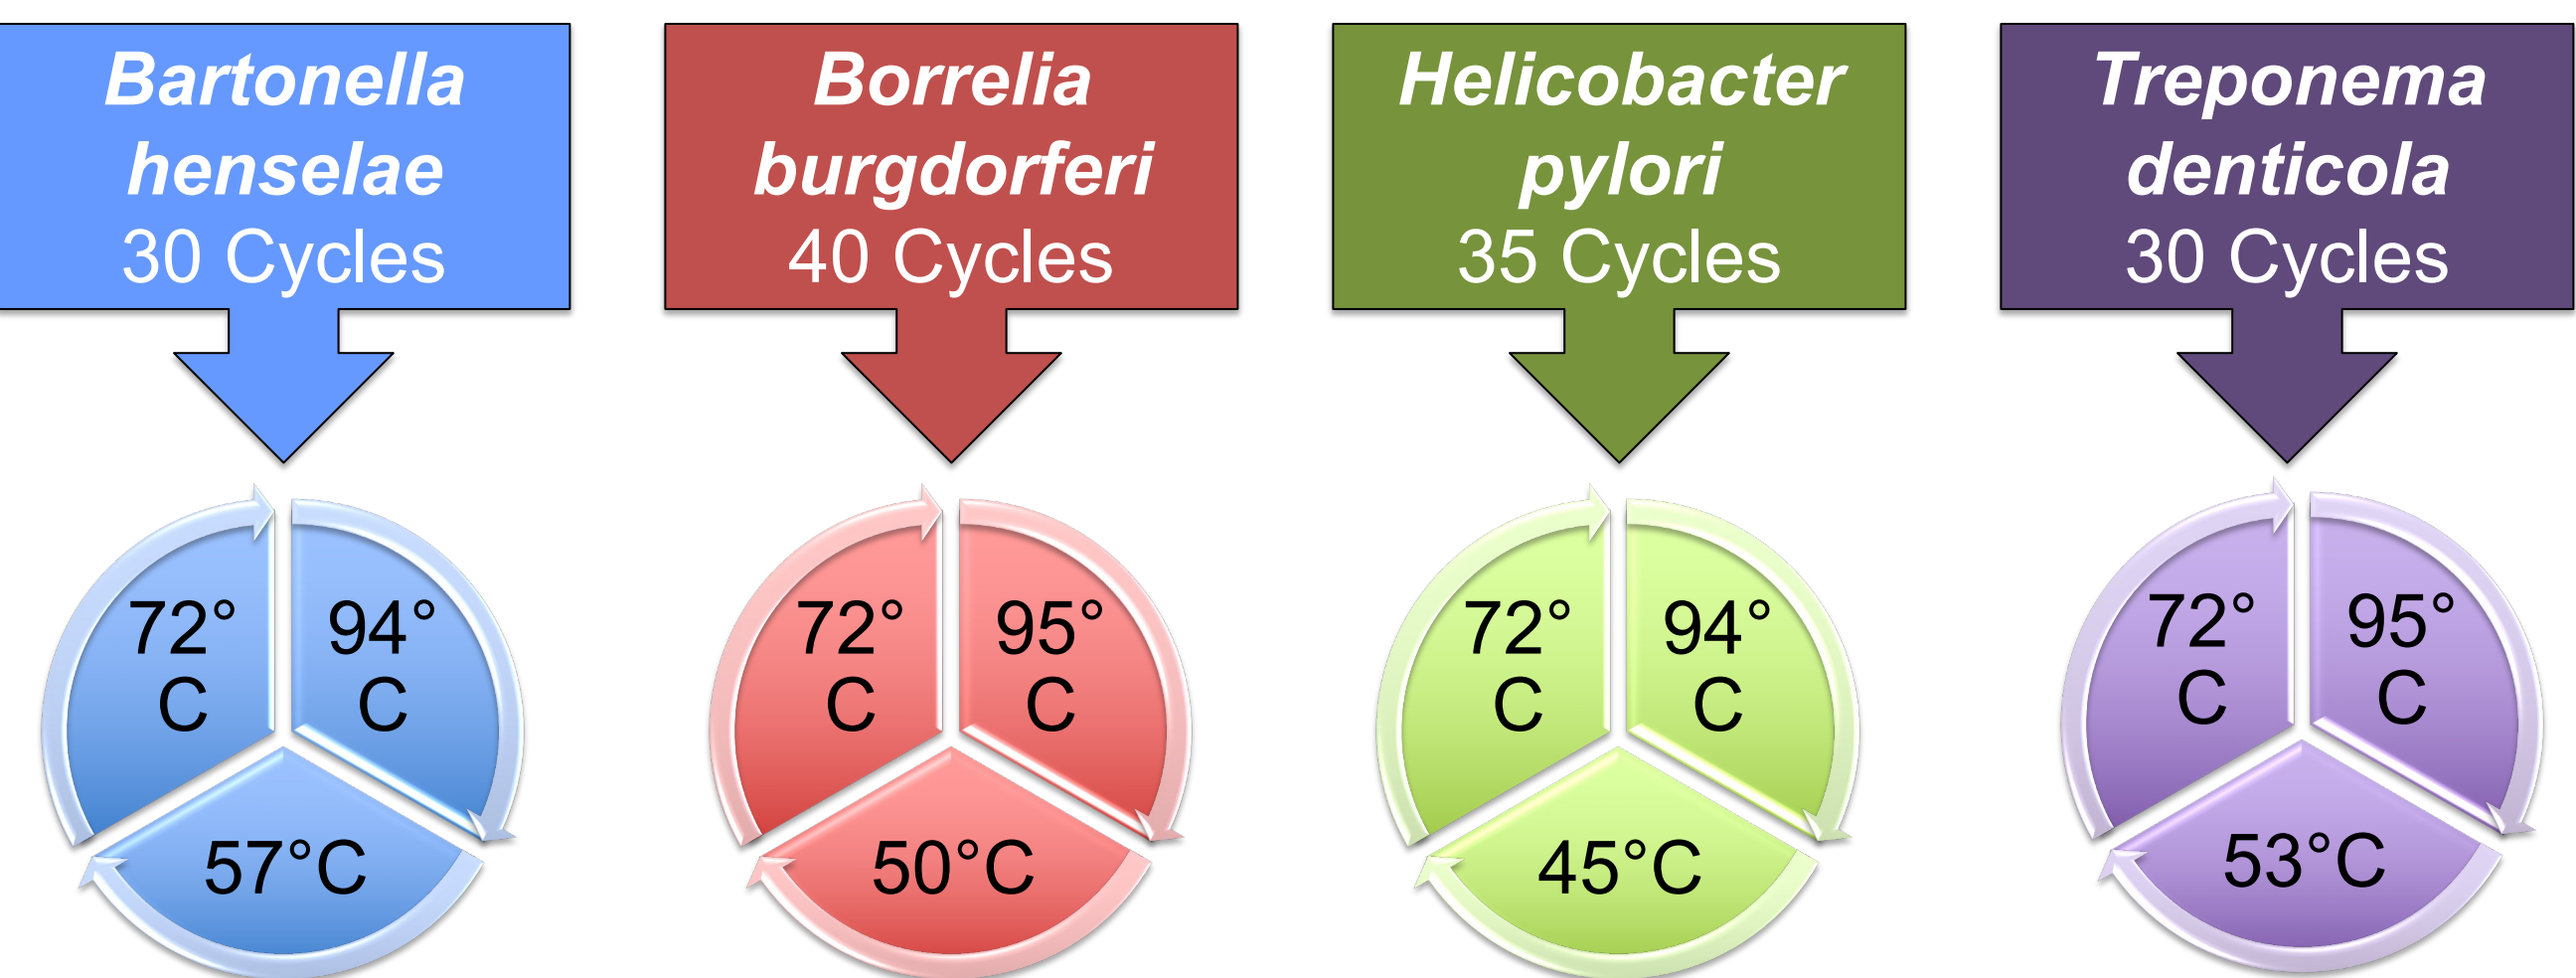 Bartonella
henselae
30 Cycles
Borrelia
burgdorferi
40 Cycles
Helicobacter
pylori
35 Cycles
Treponema
denticola
30 Cycles
72°
C
94°
C
57°C
72°
C
95°
C
50°C
72°
C
94°
C
45°C
72°
C
95°
C
53°C